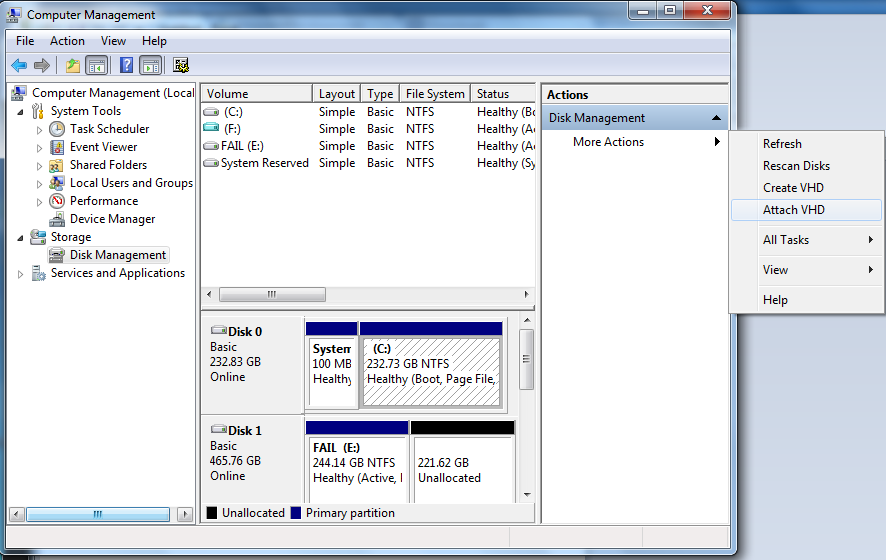 Computer Management
File Action View Help
Computer Management (Local
System Tools
Task Scheduler
Event Viewer
Shared Folders
Local Users and Groups
Performance
Device Manager
Storage
Disk Management
Services and Applications
Volume Layout Type File System Status
(C:) Simple Basic NTFS Healthy (Bo
(F:) Simple Basic NTFS Healthy (Ac
FAIL (E:) Simple Basic NTFS Healthy (Ac
System Reserved Simple Basic NTFS Healthy (Sy
Disk 0
Basic
232.83 GB
Online
System
100 MB
Healthy
(C:)
232.73 GB NTFS
Healthy (Boot, Page File,
Disk 1
Basic
465.76 GB
Online
FAIL (E:)
244.14 GB NTFS
Healthy (Active, I
221.62 GB
Unallocated
Unallocated Primary partition
Actions
Disk Management
More Actions
Refresh
Rescan Disks
Create VHD
Attach VHD
All Tasks
View
Help